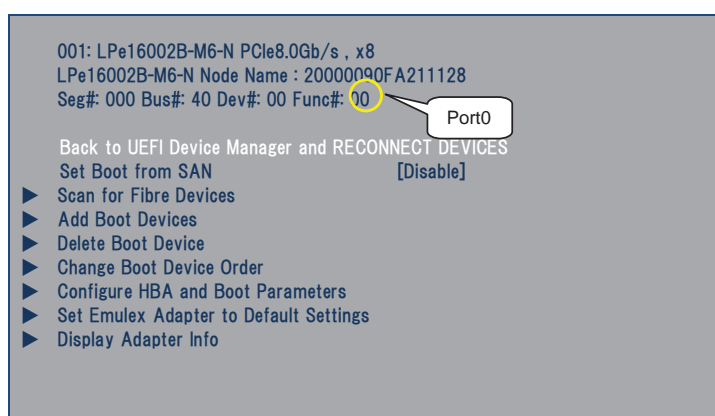 001: LPe16002B-M6-N PCIe8.0Gb/s , x8
LPe16002B-M6-N Node Name : 20000090FA211128
Seg#: 000 Bus#: 40 Dev#: 00 Func#: 00
Port0
Back to UEFI Device Manager and RECONNECT DEVICES
Set Boot from SAN [Disable]
Scan for Fibre Devices
Add Boot Devices
Delete Boot Device
Change Boot Device Order
Configure HBA and Boot Parameters
Set Emulex Adapter to Default Settings
Display Adapter Info